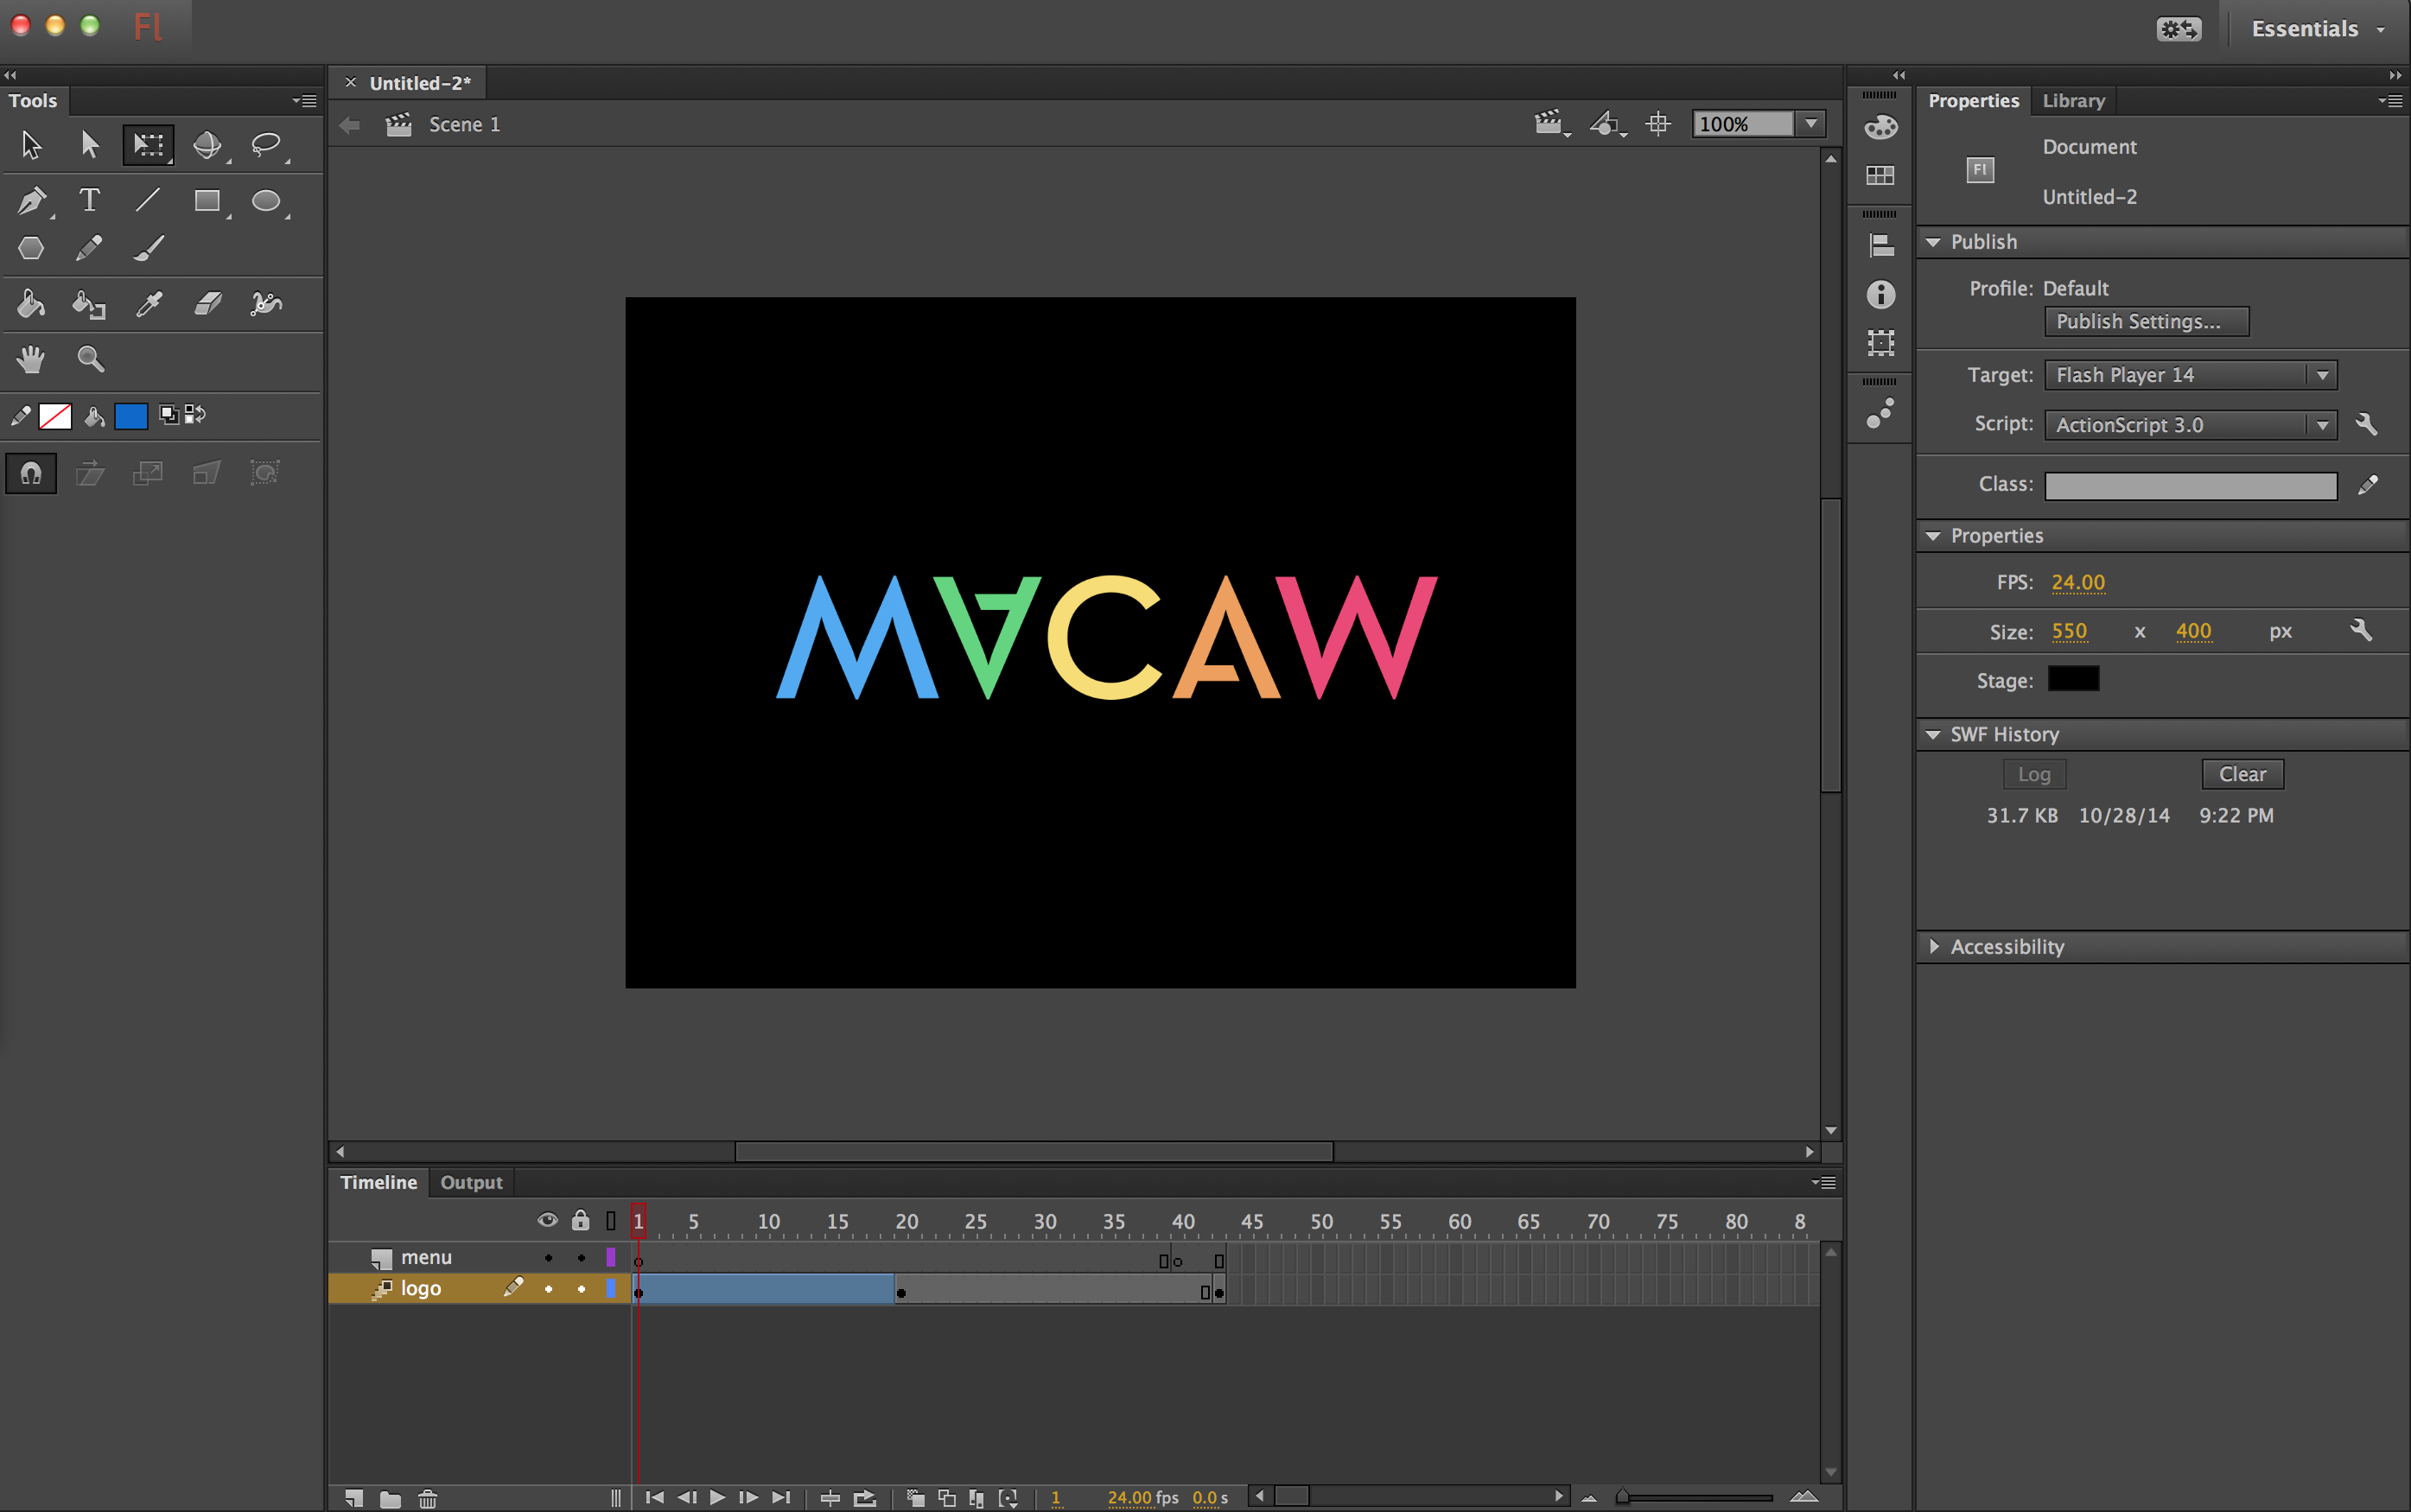 Fl
Essentials
Tools
Untitled-2*
Scene 1
100%
T
Properties Library
Fl
Document
Untitled-2
Publish
Profile: Default
Publish Settings...
Target: Flash Player 14
Script: ActionScript 3.0
Class:
Properties
FPS: 24.00
Size: 550 x 400 px
Stage:
SWF History
Log Clear
31.7 KB 10/28/14 9:22 PM
Accessibility
M∀CAW
Timeline Output
1 5 10 15 20 25 30 35 40 45 50 55 60 65 70 75 80 8
menu
logo
1 24.00 fps 0.0 s